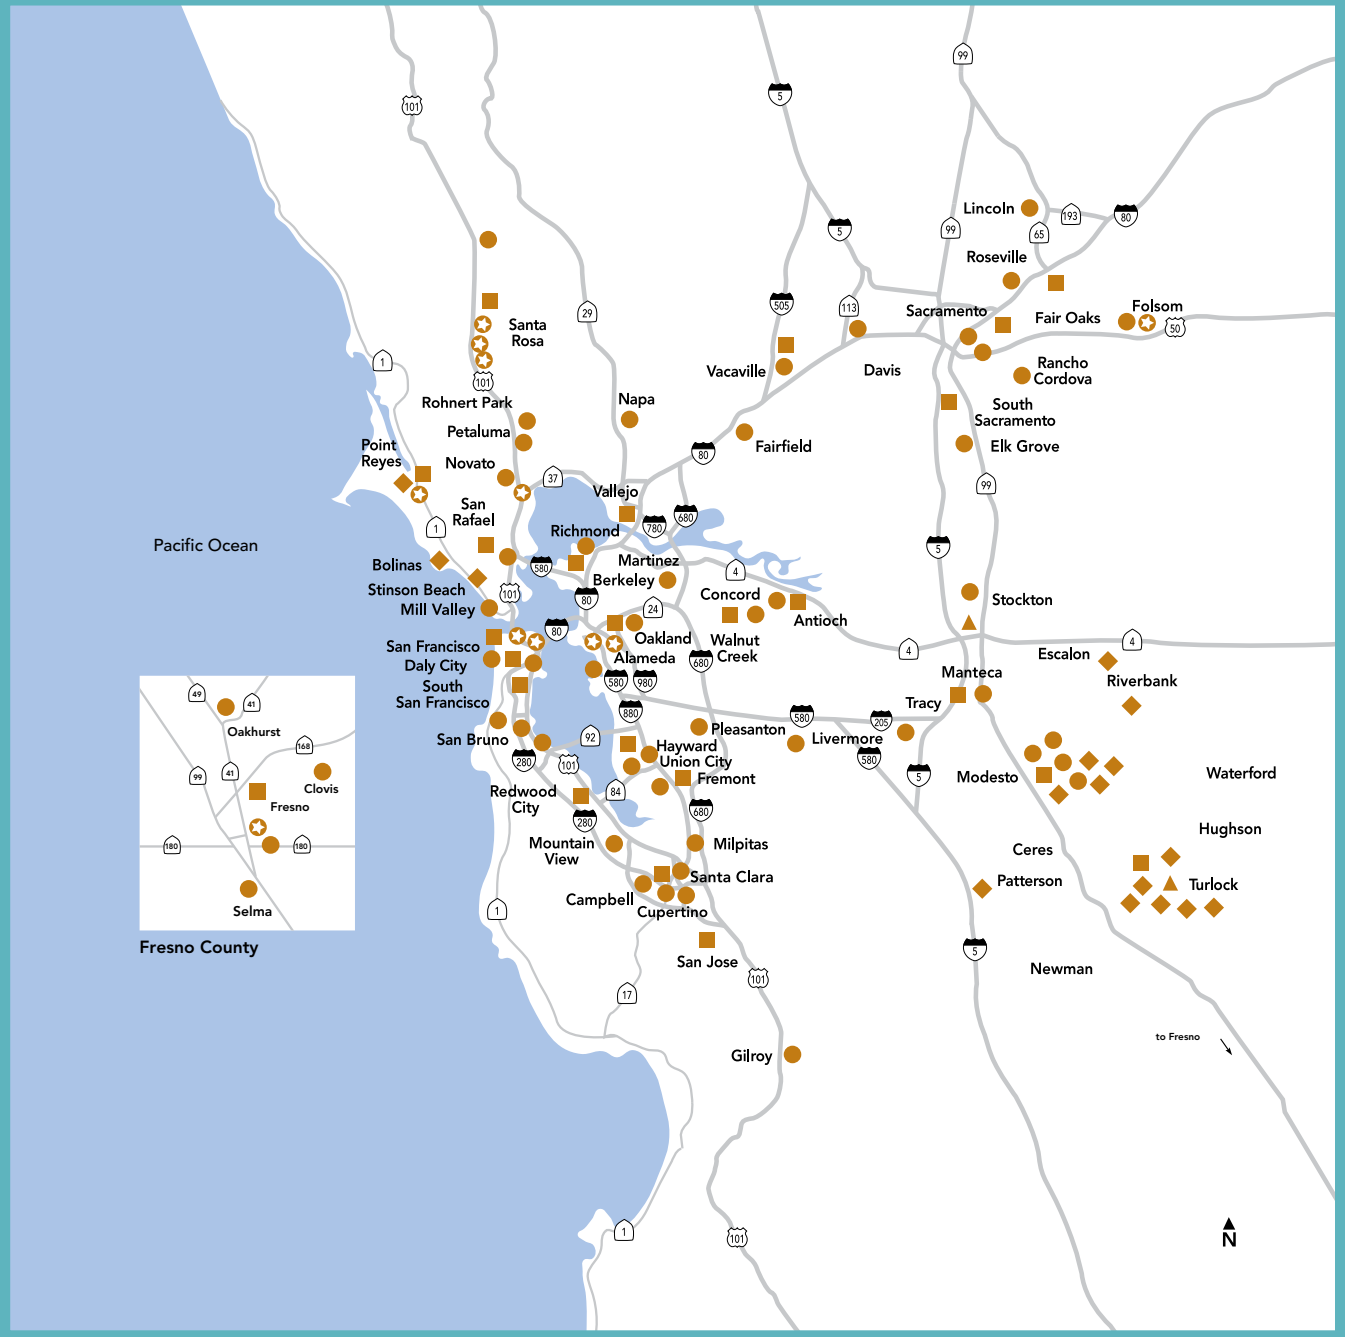 99
5
101
Lincoln
193
80
99
65
5
Roseville
505
113
29
Sacramento
Fair Oaks
Folsom
50
Santa
Rosa
1
101
Vacaville
Davis
Rancho
Cordova
Rohnert Park
Napa
South
Sacramento
Petaluma
Point
Reyes
Fairfield
Elk Grove
80
Novato
37
99
Vallejo
San
Rafael
680
780
1
Richmond
5
Pacific Ocean
Bolinas
580
Martinez
4
Berkeley
Stinson Beach
101
80
Concord
Stockton
Mill Valley
24
Antioch
80
Oakland
Walnut
Creek
4
4
San Francisco
Alameda
680
Escalon
Daly City
Manteca
Riverbank
580
980
South
San Francisco
Tracy
49
41
880
580
205
Oakhurst
Pleasanton
San Bruno
92
Livermore
168
Hayward
280
101
Union City
580
99
41
Fremont
5
Modesto
Waterford
Clovis
Redwood
City
84
Fresno
680
280
Hughson
180
180
Mountain
View
Milpitas
Ceres
Santa Clara
Patterson
Turlock
Campbell
Cupertino
Selma
1
Fresno County
5
San Jose
Newman
101
17
to Fresno
Gilroy
1
101
N